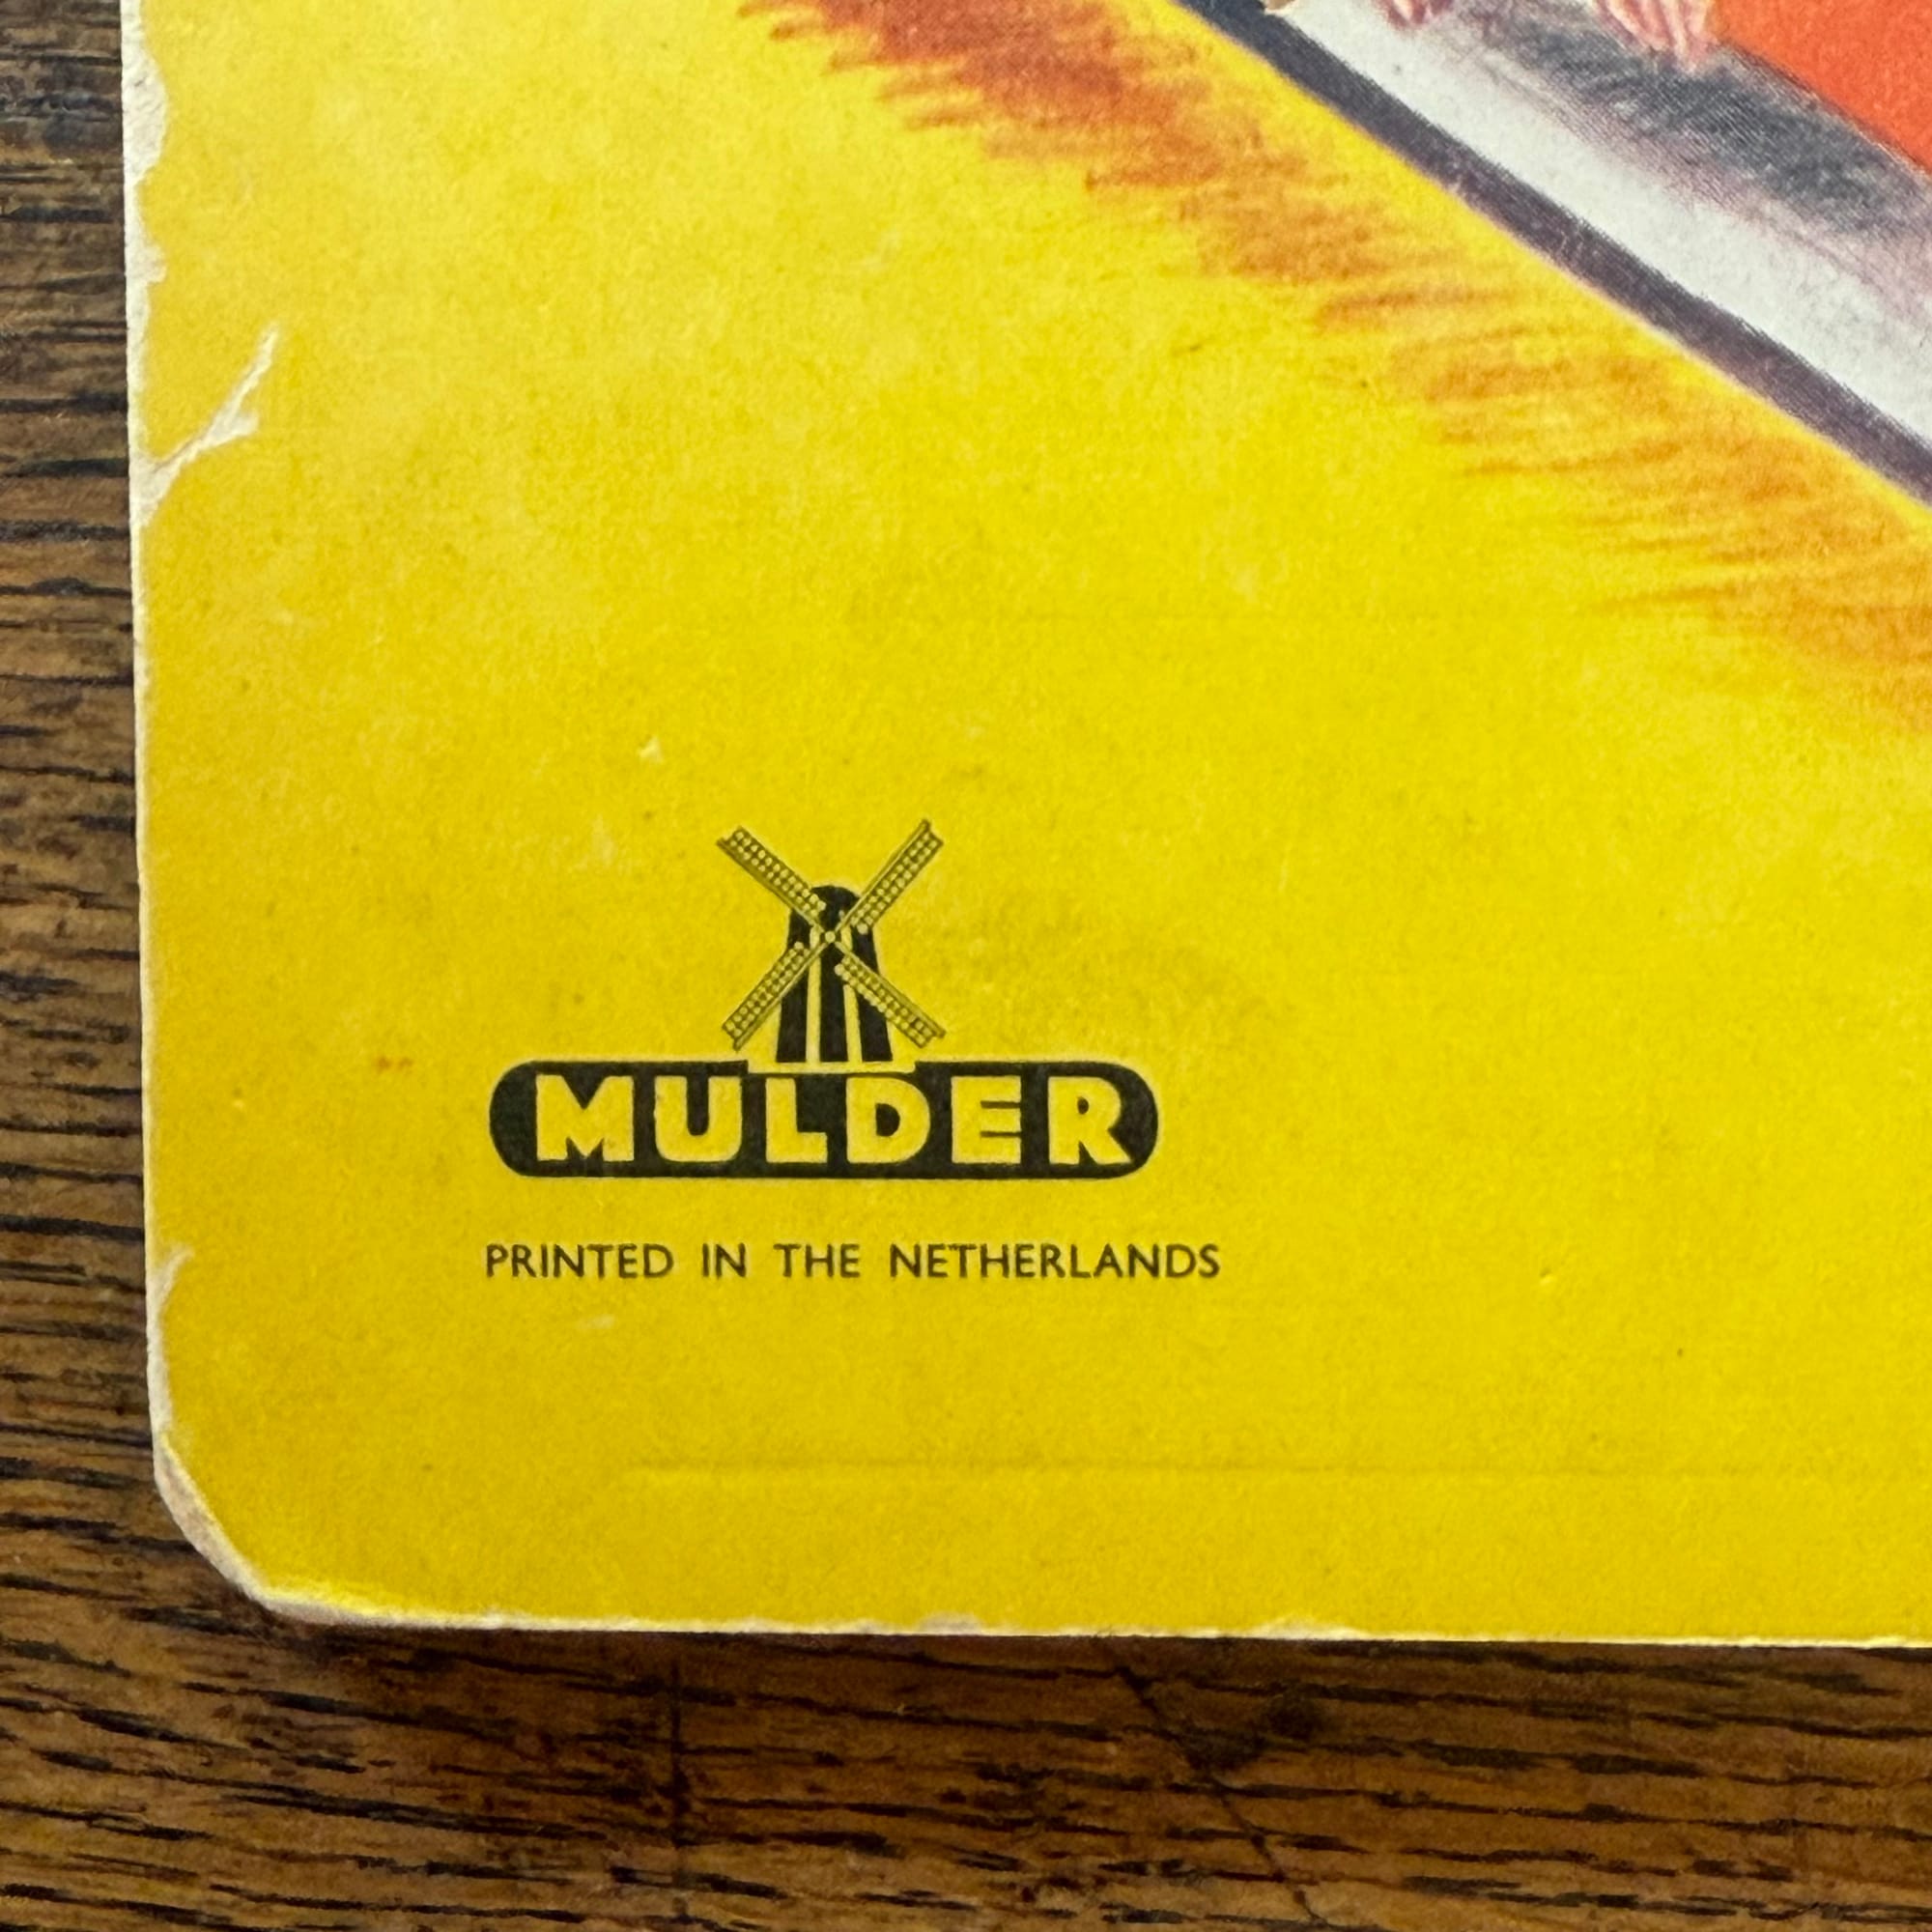 MULDER
PRINTED IN THE NETHERLANDS